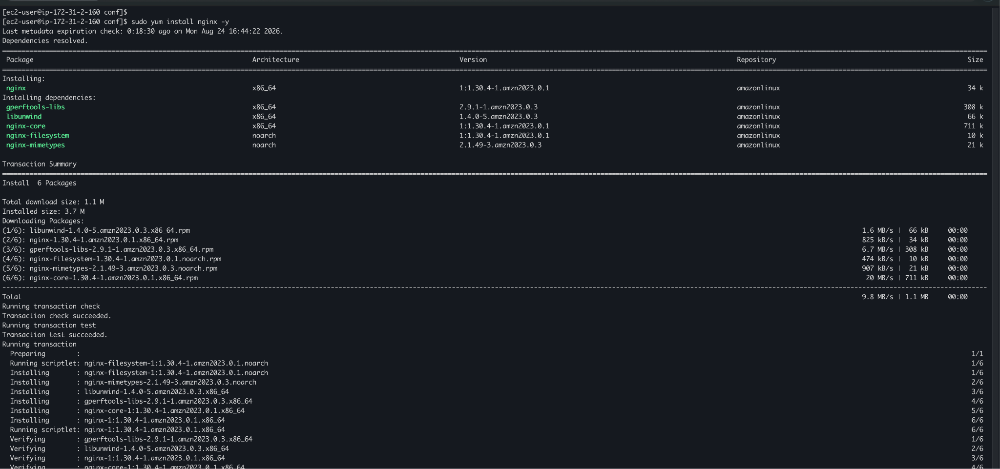 [ec2-user@ip-172-31-2-160 conf]$
[ec2-user@ip-172-31-2-160 conf]$ sudo yum install nginx -y
Last metadata expiration check: 0:18:30 ago on Mon Aug 24 16:44:22 2026.
Dependencies resolved.
Package Architecture Version Repository Size
Installing:
nginx x86_64 1:1.30.4-1.amzn2023.0.1 amazonlinux 34 k
Installing dependencies:
gperftools-libs x86_64 2.9.1-1.amzn2023.0.3 amazonlinux 308 k
libunwind x86_64 1.4.0-5.amzn2023.0.3 amazonlinux 66 k
nginx-core x86_64 1:1.30.4-1.amzn2023.0.1 amazonlinux 711 k
nginx-filesystem noarch 1:1.30.4-1.amzn2023.0.1 amazonlinux 10 k
nginx-mimetypes noarch 2.1.49-3.amzn2023.0.3 amazonlinux 21 k
Transaction Summary
Install  6 Packages
Total download size: 1.1 M
Installed size: 3.7 M
Downloading Packages:
(1/6): libunwind-1.4.0-5.amzn2023.0.3.x86_64.rpm 1.6 MB/s |  66 kB     00:00
(2/6): nginx-1.30.4-1.amzn2023.0.1.x86_64.rpm 825 kB/s |  34 kB     00:00
(3/6): gperftools-libs-2.9.1-1.amzn2023.0.3.x86_64.rpm 6.7 MB/s | 308 kB     00:00
(4/6): nginx-filesystem-1.30.4-1.amzn2023.0.1.noarch.rpm 474 kB/s |  10 kB     00:00
(5/6): nginx-mimetypes-2.1.49-3.amzn2023.0.3.noarch.rpm 907 kB/s |  21 kB     00:00
(6/6): nginx-core-1.30.4-1.amzn2023.0.1.x86_64.rpm 20 MB/s | 711 kB     00:00
Total 9.8 MB/s | 1.1 MB     00:00
Running transaction check
Transaction check succeeded.
Running transaction test
Transaction test succeeded.
Running transaction
Preparing        : 1/1
Running scriptlet: nginx-filesystem-1:1.30.4-1.amzn2023.0.1.noarch 1/6
Installing       : nginx-filesystem-1:1.30.4-1.amzn2023.0.1.noarch 1/6
Installing       : nginx-mimetypes-2.1.49-3.amzn2023.0.3.noarch 2/6
Installing       : libunwind-1.4.0-5.amzn2023.0.3.x86_64 3/6
Installing       : gperftools-libs-2.9.1-1.amzn2023.0.3.x86_64 4/6
Installing       : nginx-core-1:1.30.4-1.amzn2023.0.1.x86_64 5/6
Installing       : nginx-1:1.30.4-1.amzn2023.0.1.x86_64 6/6
Running scriptlet: nginx-1:1.30.4-1.amzn2023.0.1.x86_64 6/6
Verifying        : gperftools-libs-2.9.1-1.amzn2023.0.3.x86_64 1/6
Verifying        : libunwind-1.4.0-5.amzn2023.0.3.x86_64 2/6
Verifying        : nginx-1:1.30.4-1.amzn2023.0.1.x86_64 3/6
Verifying        : nginx-core-1:1.30.4-1.amzn2023.0.1.x86_64 4/6